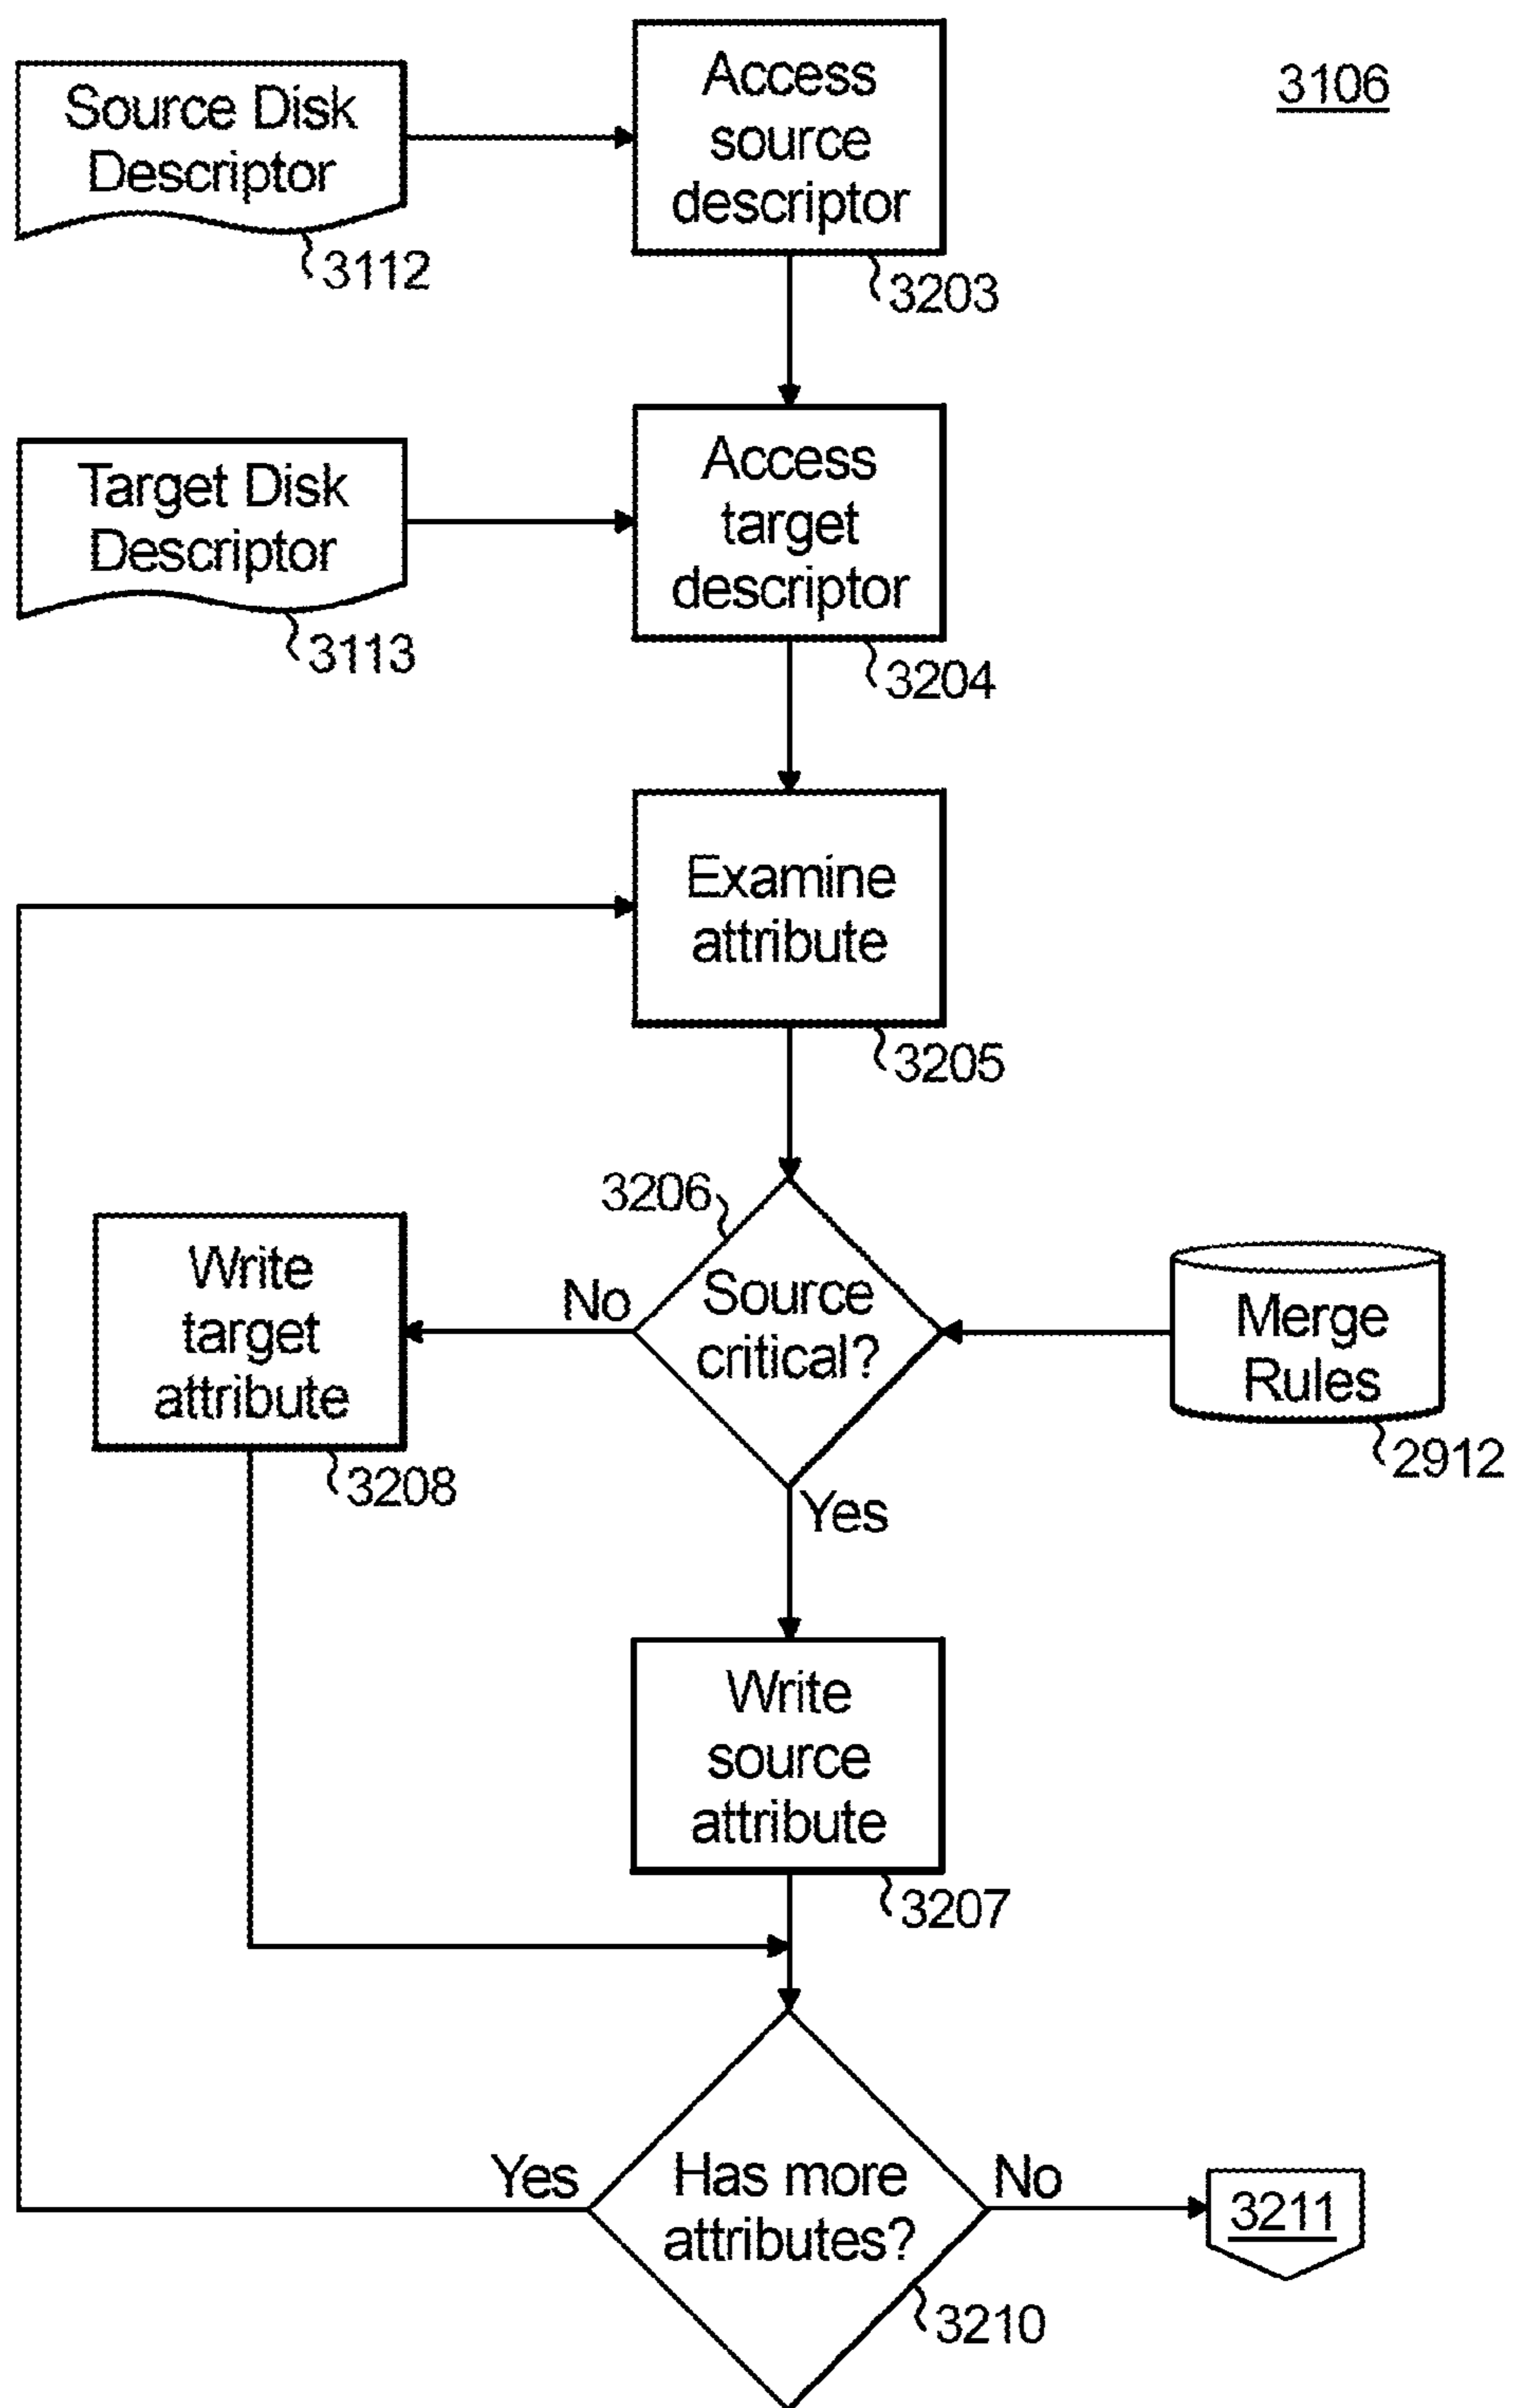 3106
Source Disk
Descriptor
3112
Access
source
descriptor
3203
Target Disk
Descriptor
3113
Access
target
descriptor
3204
Examine
attribute
3205
3206
Source
critical?
No
Yes
Write
target
attribute
3208
Merge
Rules
2912
Write
source
attribute
3207
Has more
attributes?
Yes
No
3210
3211